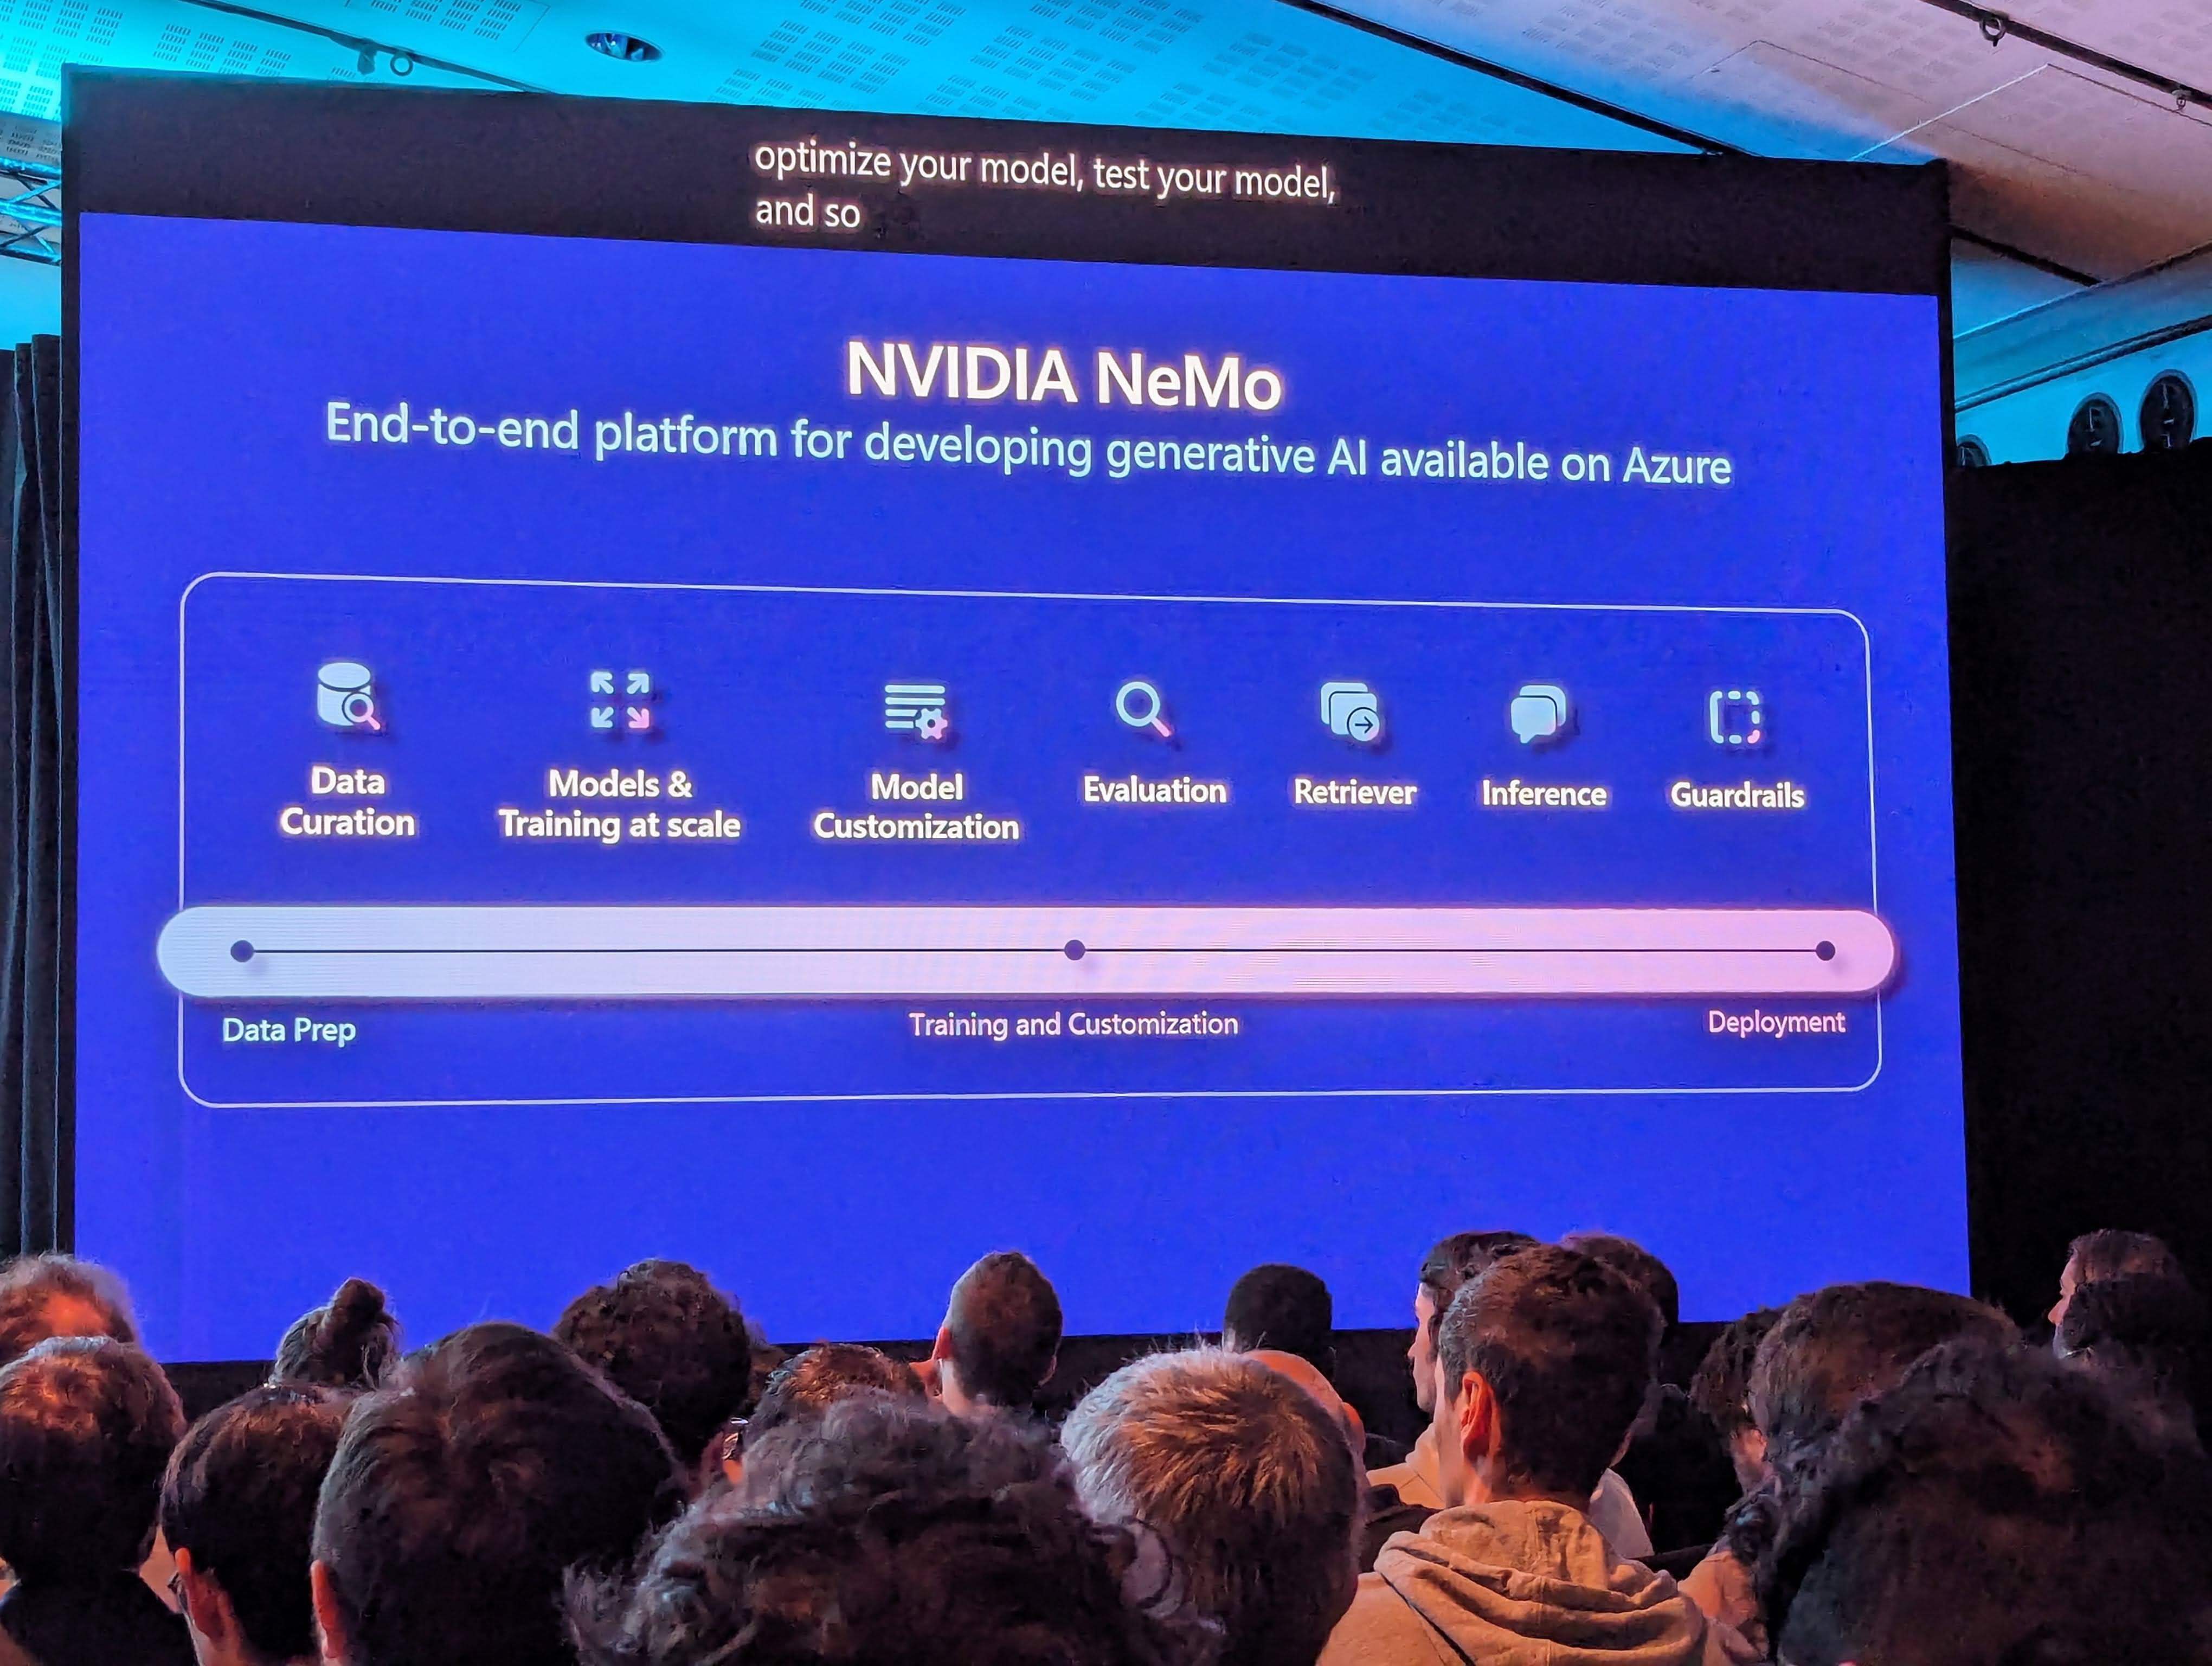 optimize your model, test your model,
and so
NVIDIA NeMo
End-to-end platform for developing generative AI available on Azure
Data
Curation
Models &
Training at scale
Model
Customization
Evaluation
Retriever
Inference
Guardrails
Data Prep
Training and Customization
Deployment